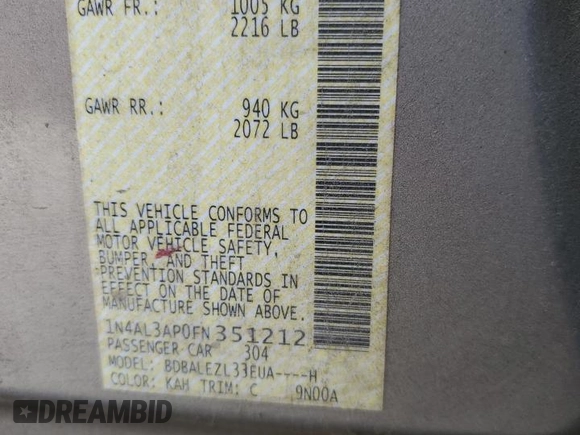 GAWR FR.: 1005 KG
2216 LB
GAWR RR.: 940 KG
2072 LB
THIS VEHICLE CONFORMS TO
ALL APPLICABLE FEDERAL
MOTOR VEHICLE SAFETY,
BUMPER, AND THEFT
PREVENTION STANDARDS IN
EFFECT ON THE DATE OF
MANUFACTURE SHOWN ABOVE.
1N4AL3AP0FN351212
PASSENGER CAR 304
MODEL: BDBALEZL33EUA----H
COLOR: KAH TRIM: C 9N00A
DREAMBID